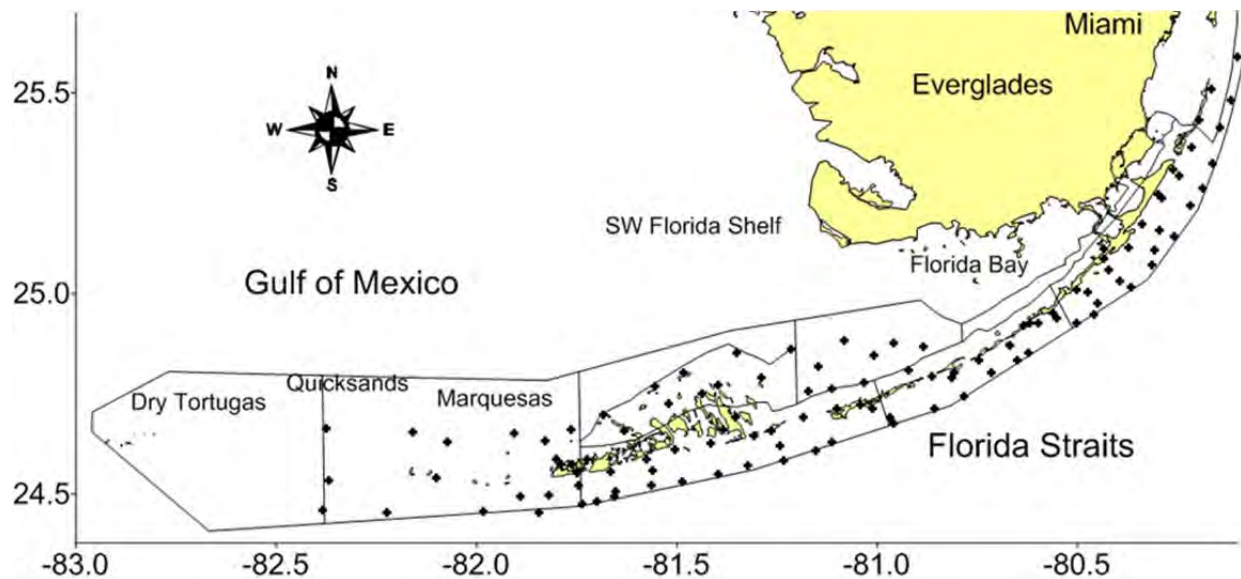 Miami
25.5
Everglades
N
W E
S
SW Florida Shelf
Florida Bay
25.0
Gulf of Mexico
Quicksands
Dry Tortugas
Marquesas
Florida Straits
24.5
-83.0 -82.5 -82.0 -81.5 -81.0 -80.5